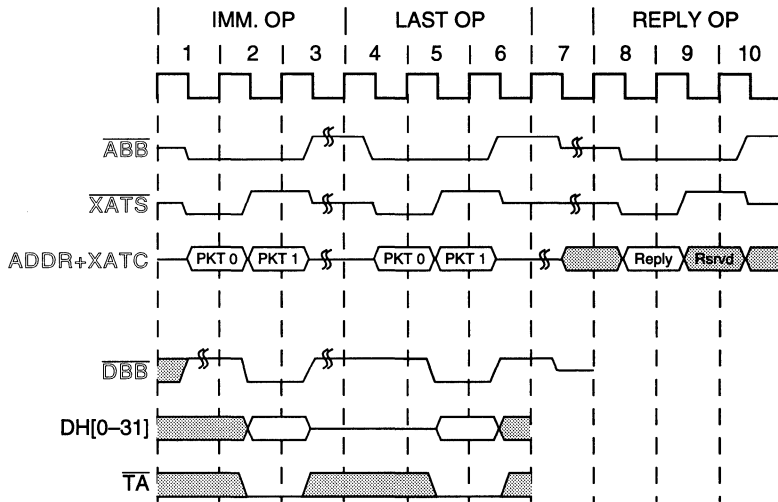 IMM. OP LAST OP REPLY OP
1 2 3 4 5 6 7 8 9 10
ABB
XATS
ADDR+XATC PKT 0 PKT 1 PKT 0 PKT 1 Reply Rsrvd
DBB
DH[0–31]
TA